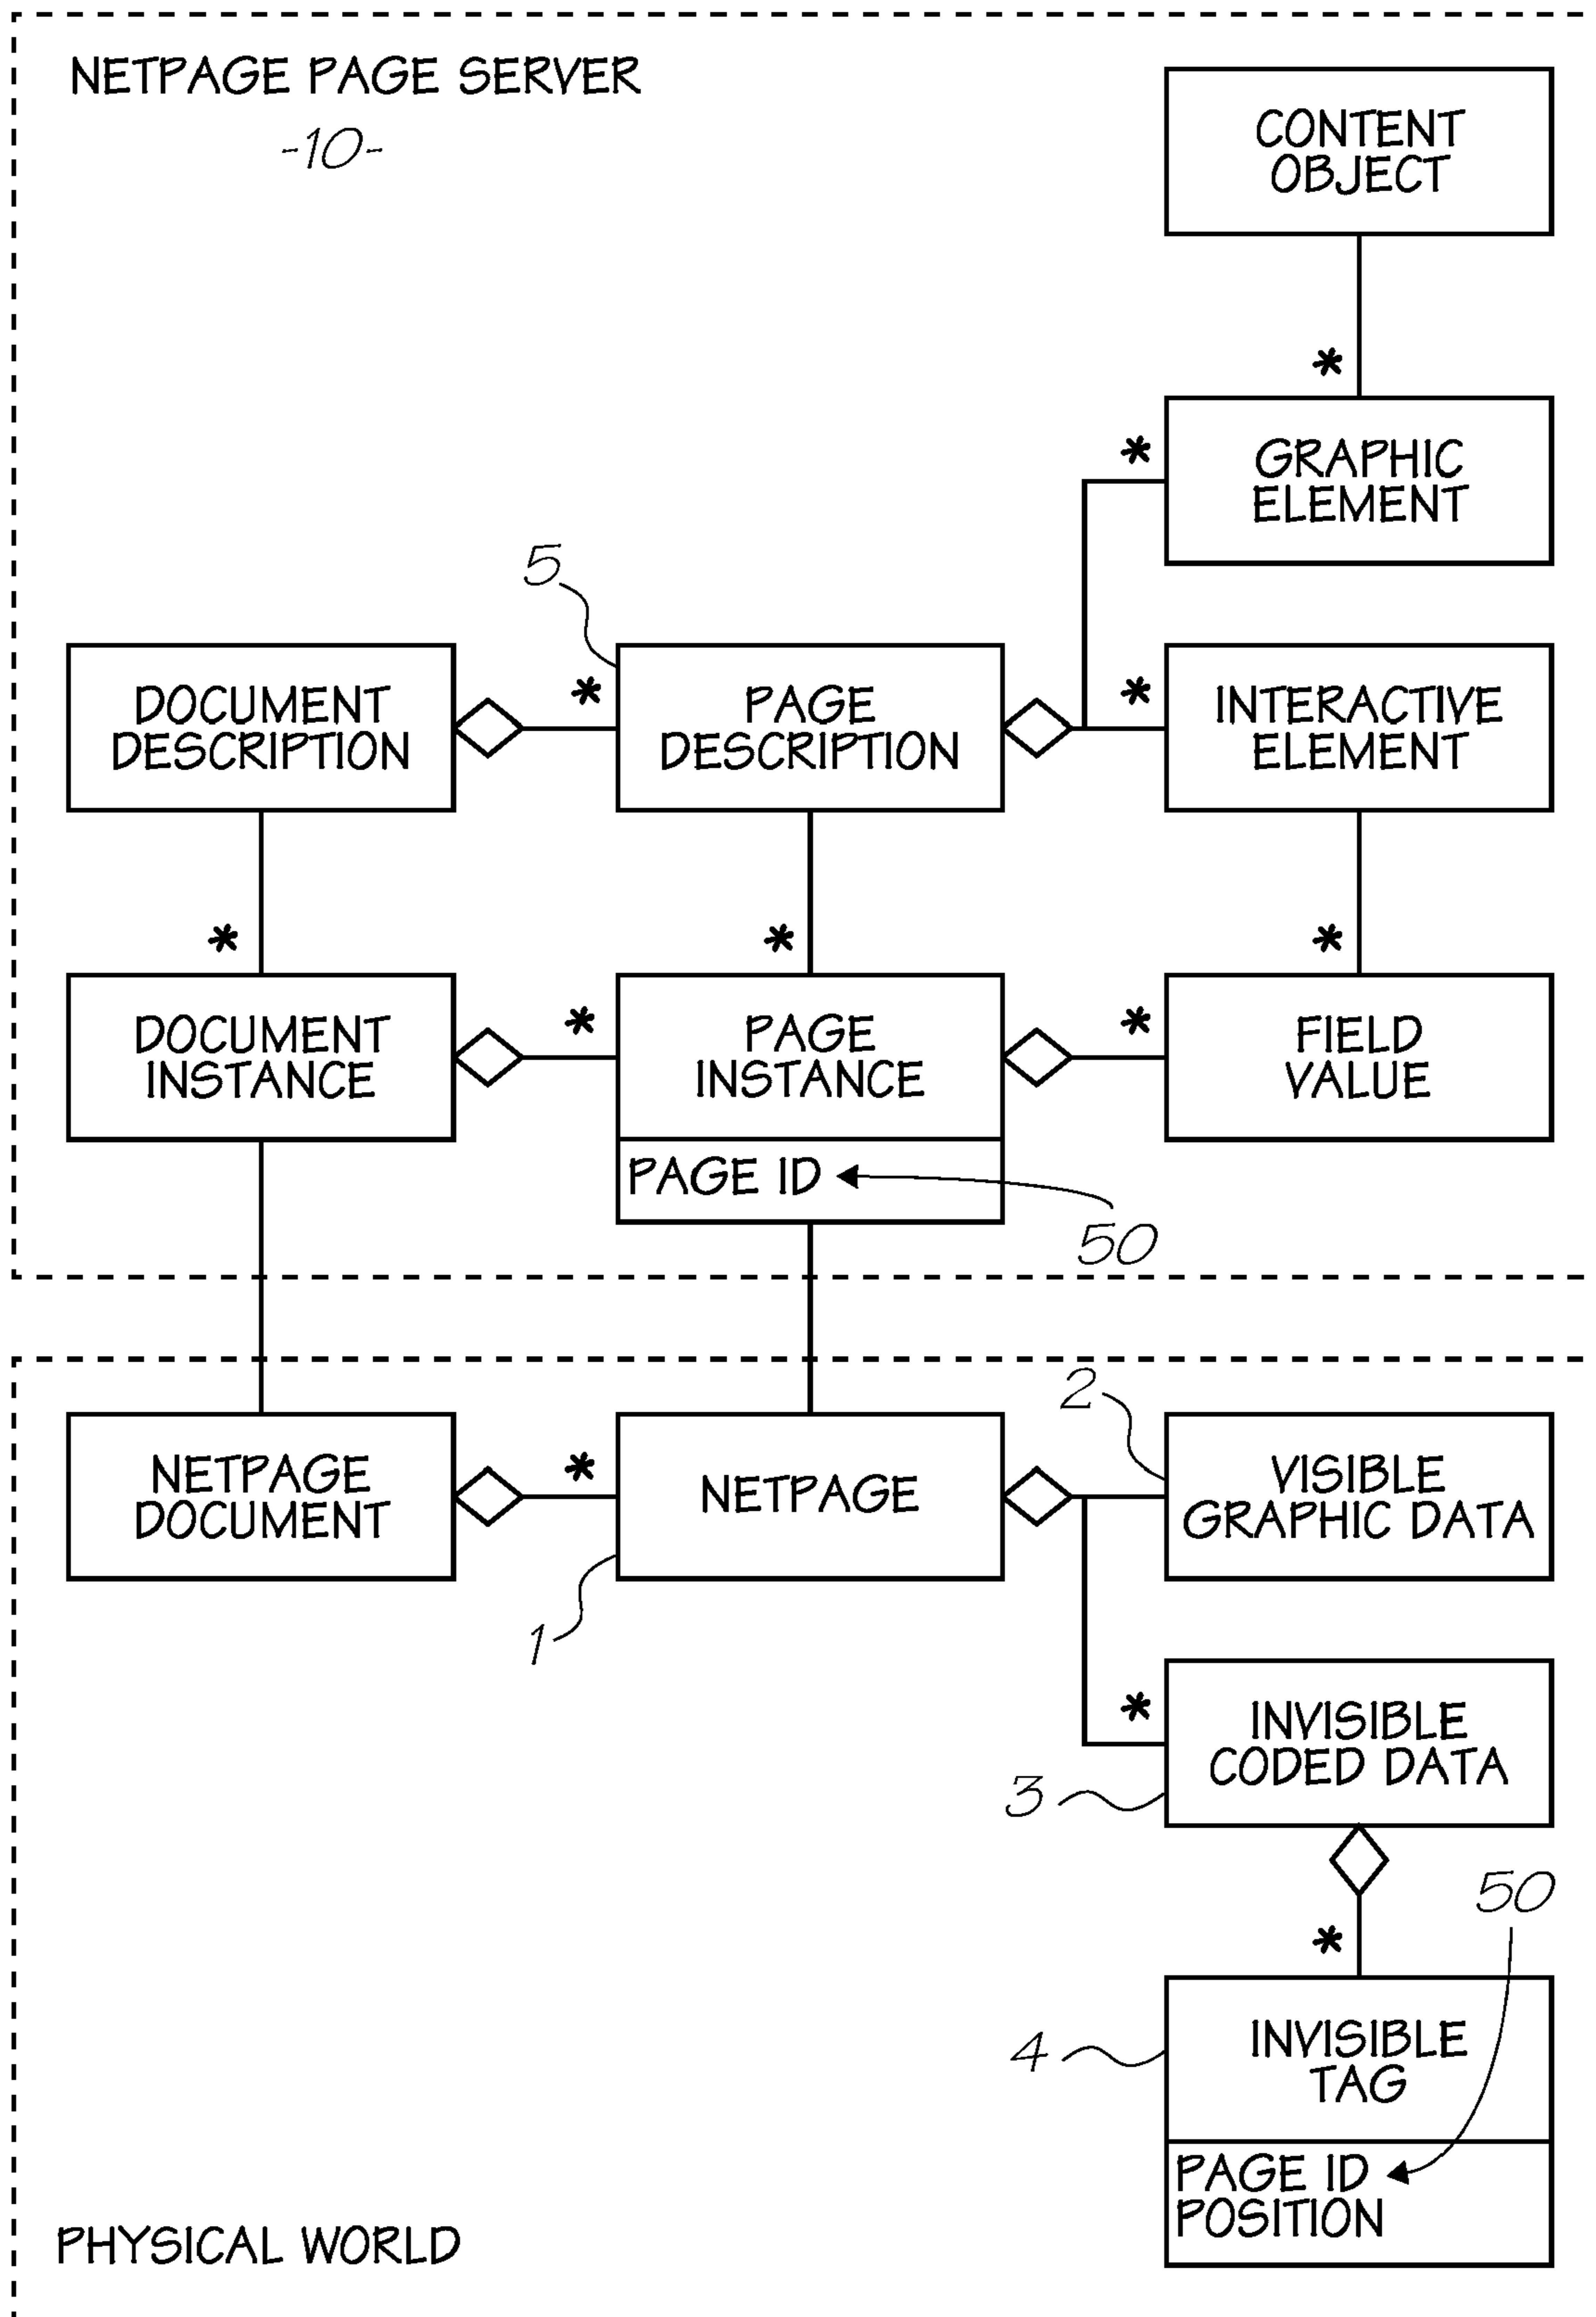 NETPAGE PAGE SERVER
-10-
CONTENT
OBJECT
*
*
GRAPHIC
ELEMENT
5
DOCUMENT
DESCRIPTION
*
PAGE
DESCRIPTION
*
INTERACTIVE
ELEMENT
*
*
*
DOCUMENT
INSTANCE
*
PAGE
INSTANCE
*
FIELD
VALUE
PAGE ID
50
2
NETPAGE
DOCUMENT
*
NETPAGE
VISIBLE
GRAPHIC DATA
1
*
INVISIBLE
CODED DATA
3
50
*
4
INVISIBLE
TAG
PAGE ID
POSITION
PHYSICAL WORLD